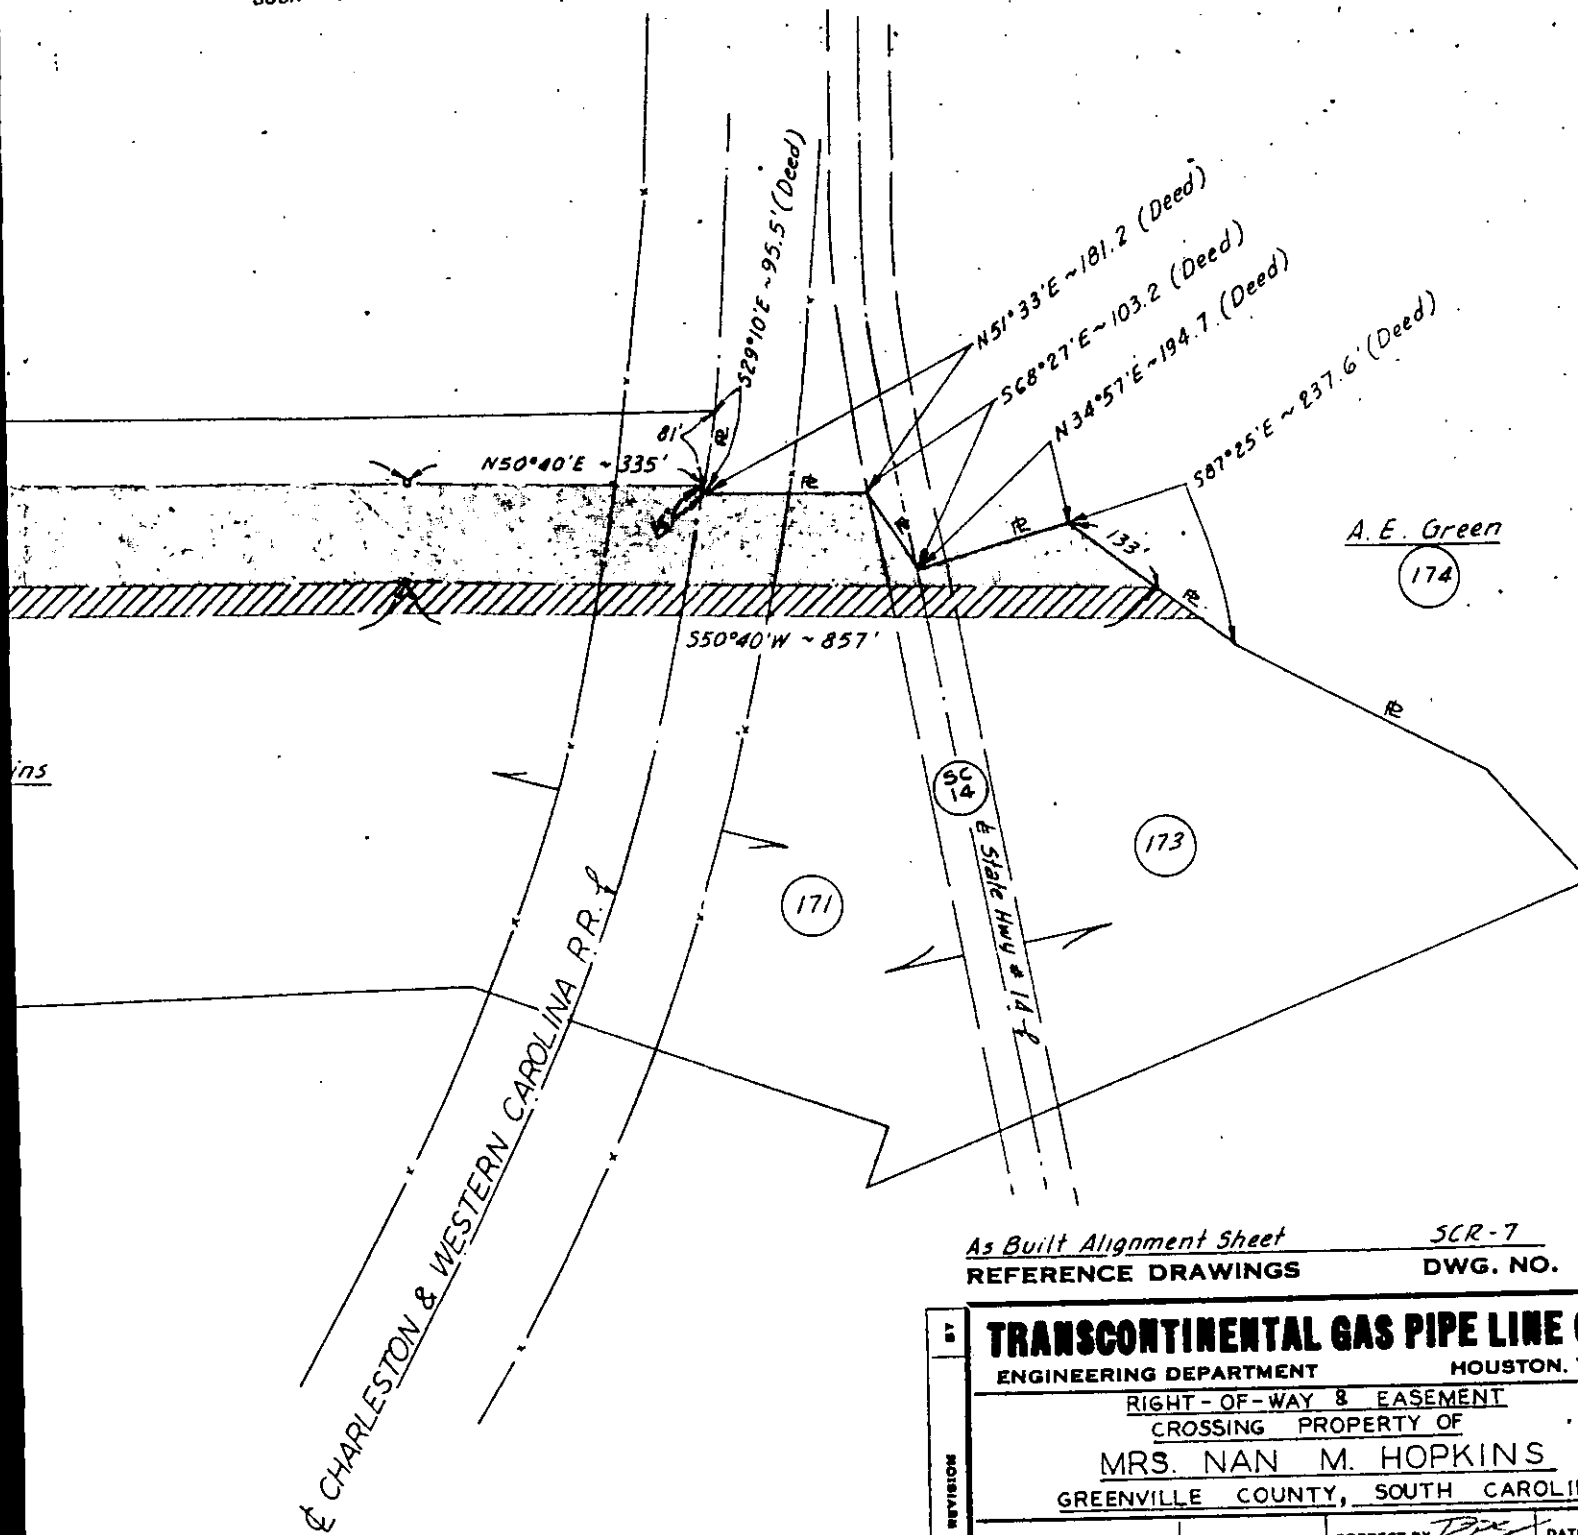 S29°10'E ~ 95.5' (Deed)
N51°33'E ~ 181.2 (Deed)
S68°27'E ~ 103.2 (Deed)
N34°57'E ~ 194.7 (Deed)
S87°25'E ~ 237.6' (Deed)
81'
N50°40'E ~ 335'
133'
A. E. Green
174
S50°40'W ~ 857'
ins
SC
14
173
171
State Hwy # 14
℄ CHARLESTON & WESTERN CAROLINA R.R.
As Built Alignment Sheet SCR-7
REFERENCE DRAWINGS DWG. NO.
BY
TRANSCONTINENTAL GAS PIPE LINE
ENGINEERING DEPARTMENT HOUSTON.
RIGHT-OF-WAY & EASEMENT
CROSSING PROPERTY OF
MRS. NAN M. HOPKINS
REVISION
GREENVILLE COUNTY, SOUTH CAROLIN